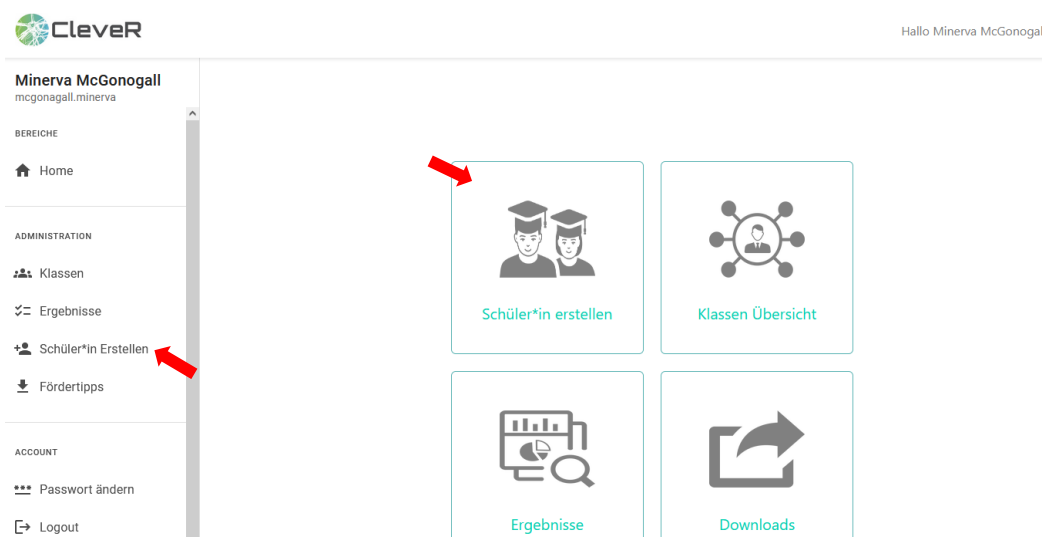 CleveR
Hallo Minerva McGonogall
Minerva McGonogall
mcgonagall.minerva
BEREICHE
Home
ADMINISTRATION
Klassen
Ergebnisse
Schüler*in Erstellen
Fördertipps
ACCOUNT
Passwort ändern
Logout
Schüler*in erstellen
Klassen Übersicht
Ergebnisse
Downloads